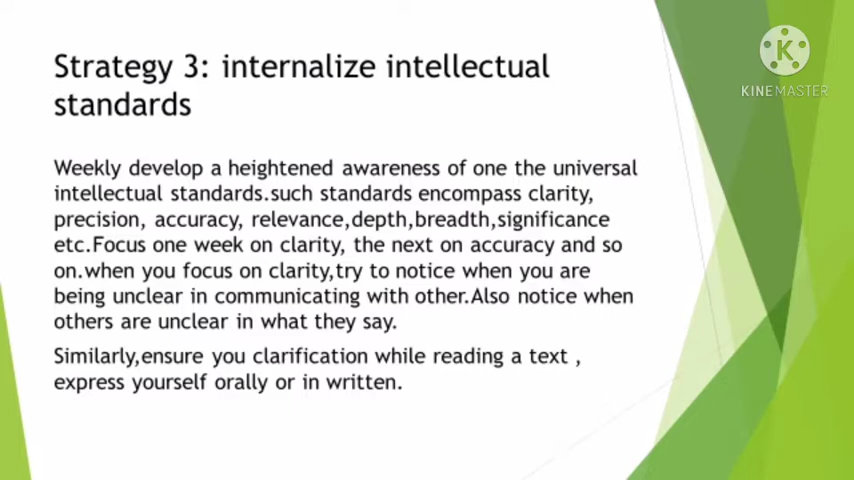 Strategy 3: internalize intellectual
standards
K
KINEMASTER
Weekly develop a heightened awareness of one the universal
intellectual standards.such standards encompass clarity,
precision, accuracy, relevance,depth,breadth,significance
etc.Focus one week on clarity, the next on accuracy and so
on.when you focus on clarity,try to notice when you are
being unclear in communicating with other.Also notice when
others are unclear in what they say.
Similarly,ensure you clarification while reading a text ,
express yourself orally or in written.